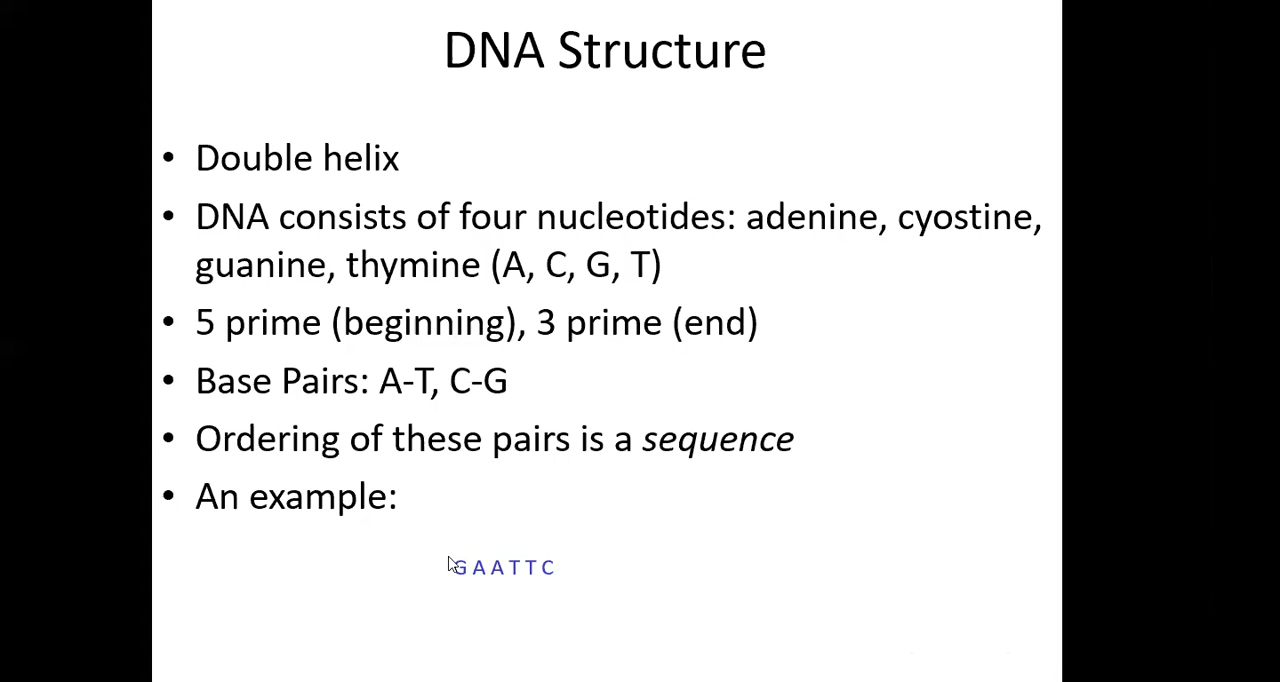 DNA Structure
• Double helix
• DNA consists of four nucleotides: adenine, cyostine,
guanine, thymine (A, C, G, T)
• 5 prime (beginning), 3 prime (end)
• Base Pairs: A-T, C-G
• Ordering of these pairs is a sequence
• An example:
G A A T T C